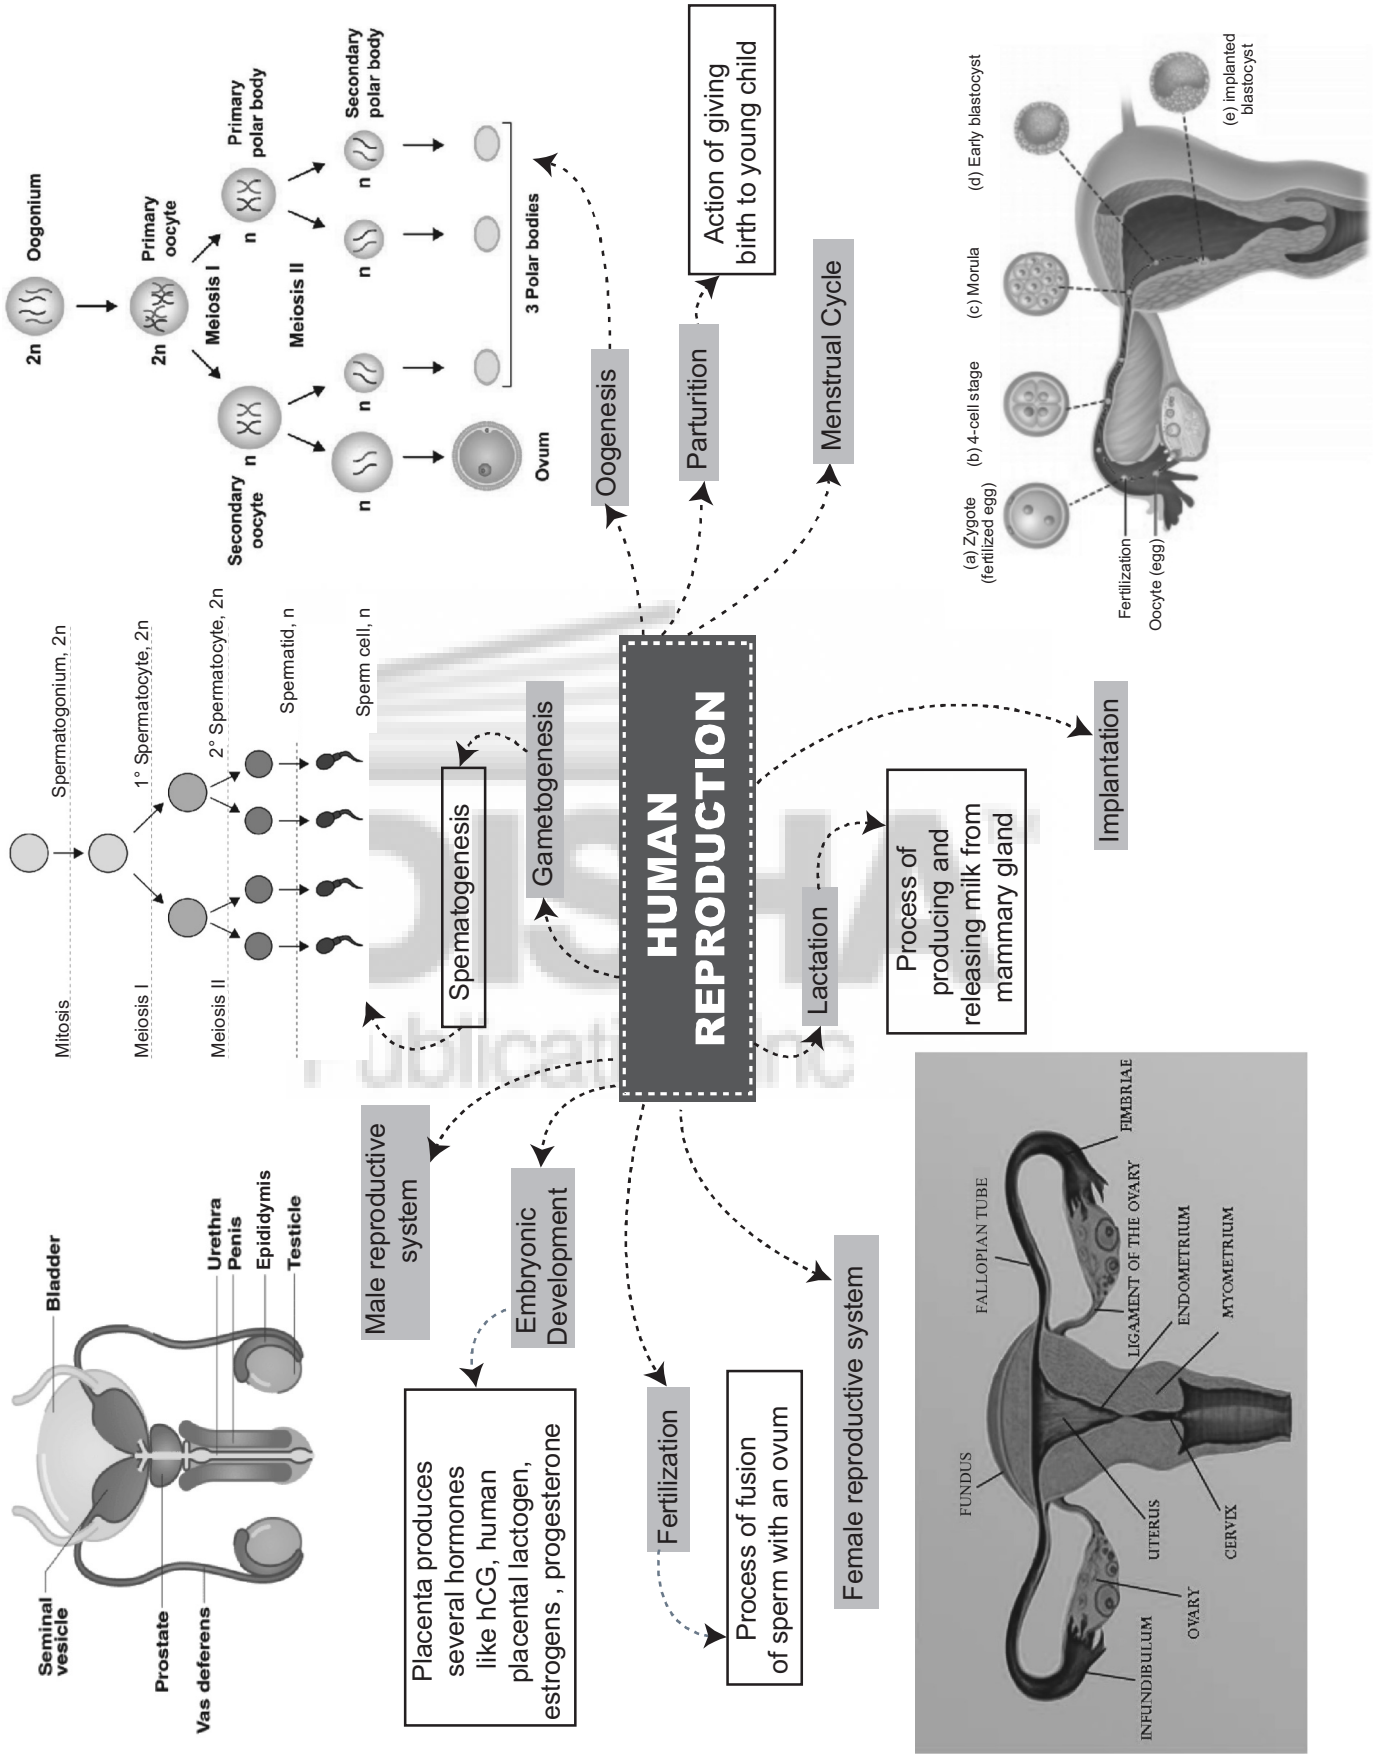 Seminal
vesicle
Prostate
Vas deferens
Bladder
Urethra
Penis
Epididymis
Testicle
Mitosis
Meiosis I
Meiosis II
Spermatogonium, 2n
1° Spermatocyte, 2n
2° Spermatocyte, 2n
Spermatid, n
Sperm cell, n
2n
Oogonium
2n
Primary
oocyte
Meiosis I
Secondary
oocyte
n
n
Primary
polar body
Meiosis II
n
n
n
n
Secondary
polar body
Ovum
3 Polar bodies
Male reproductive
system
Spematogenesis
Gametogenesis
Oogenesis
Placenta produces
several hormones
like hCG, human
placental lactogen,
estrogens , progesterone
Embryonic
Development
HUMAN
REPRODUCTION
Parturition
Action of giving
birth to young child
Fertilization
Process of fusion
of sperm with an ovum
Female reproductive system
Lactation
Process of
producing and
releasing milk from
mammary gland
Implantation
Menstrual Cycle
FUNDUS
FALLOPIAN TUBE
FIMBRIAE
LIGAMENT OF THE OVARY
ENDOMETRIUM
MYOMETRIUM
UTERUS
CERVIX
OVARY
INFUNDIBULUM
(a) Zygote
(fertilized egg)
(b) 4-cell stage
(c) Morula
(d) Early blastocyst
(e) implanted
blastocyst
Fertilization
Oocyte (egg)
DISHA
Publication Inc